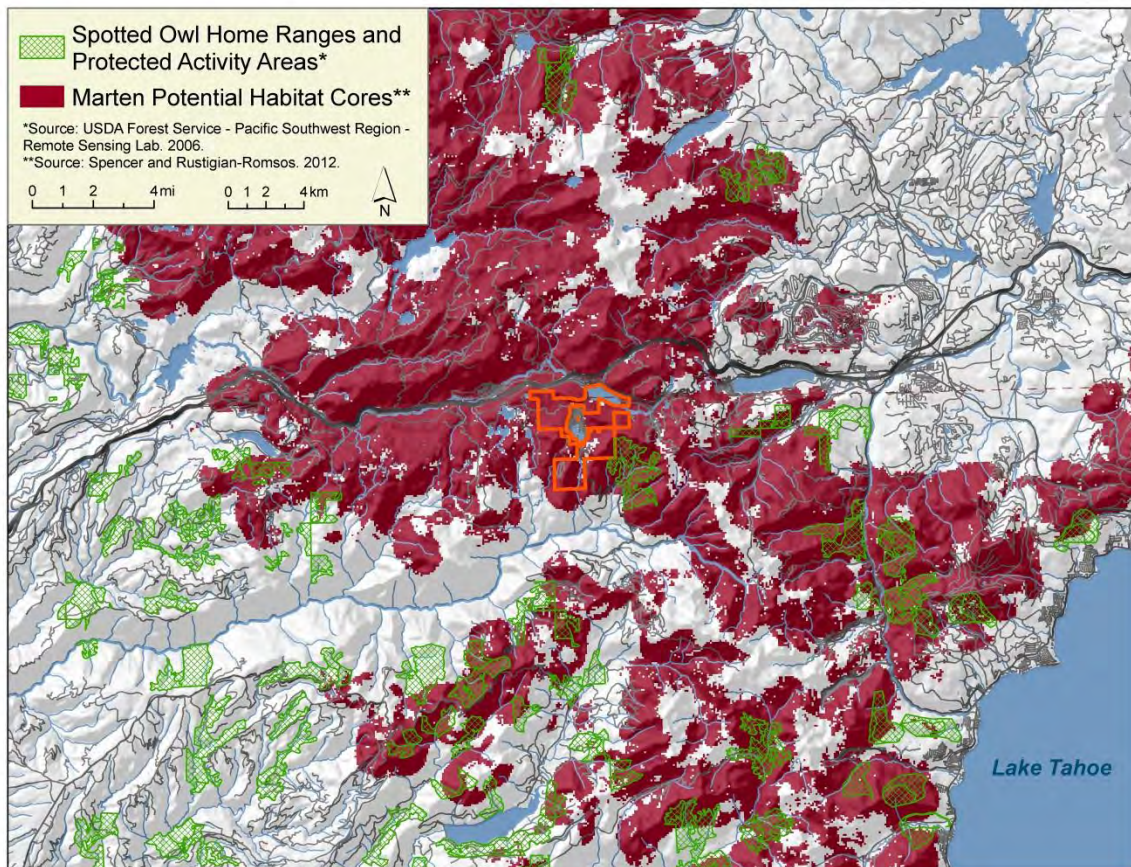 Spotted Owl Home Ranges and
Protected Activity Areas*
Marten Potential Habitat Cores**
*Source: USDA Forest Service - Pacific Southwest Region -
Remote Sensing Lab. 2006.
**Source: Spencer and Rustigian-Romsos. 2012.
0 1 2 4 mi
0 1 2 4 km
N
Lake Tahoe